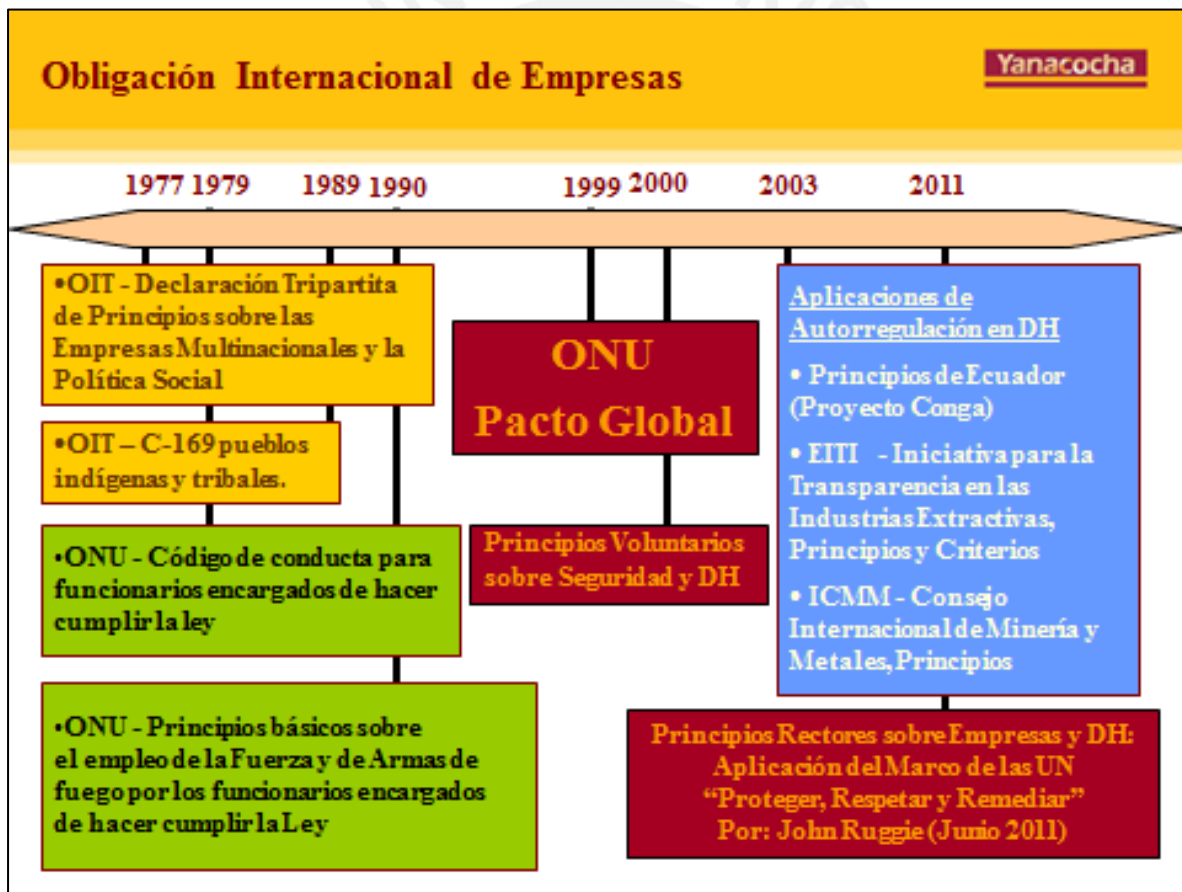 Obligación Internacional de Empresas
Yanacocha
1977 1979 1989 1990 1999 2000 2003 2011
•OIT - Declaración Tripartita
de Principios sobre las
Empresas Multinacionales y la
Política Social
•OIT – C-169 pueblos
indígenas y tribales.
•ONU - Código de conducta para
funcionarios encargados de hacer
cumplir la ley
•ONU - Principios básicos sobre
el empleo de la Fuerza y de Armas de
fuego por los funcionarios encargados
de hacer cumplir la Ley
ONU
Pacto Global
Principios Voluntarios
sobre Seguridad y DH
Aplicaciones de
Autorregulación en DH
• Principios de Ecuador
(Proyecto Conga)
• EITI - Iniciativa para la
Transparencia en las
Industrias Extractivas,
Principios y Criterios
• ICMM - Consejo
Internacional de Minería y
Metales, Principios
Principios Rectores sobre Empresas y DH:
Aplicación del Marco de las UN
“Proteger, Respetar y Remediar”
Por: John Ruggie (Junio 2011)